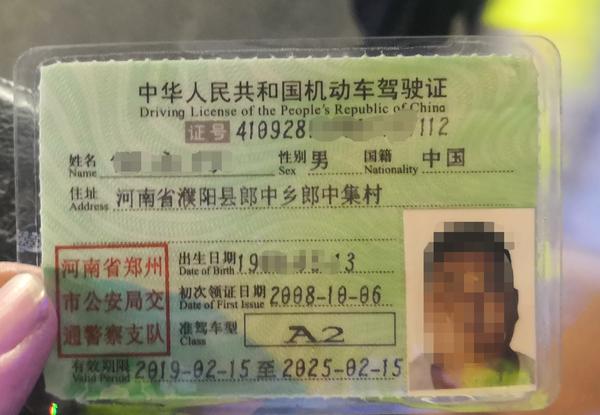 中华人民共和国机动车驾驶证
Driving License of the People's Republic of China
证号 410928 112
姓名 Name 性别 Sex 男 国籍 Nationality 中国
住址 Address 河南省濮阳县郎中乡郎中集村
河南省郑州
市公安局交
通警察支队
出生日期 Date of Birth 19 13
初次领证日期 Date of First Issue 2008-10-06
准驾车型 Class A2
有效期限 Valid Period 2019-02-15 至 2025-02-15